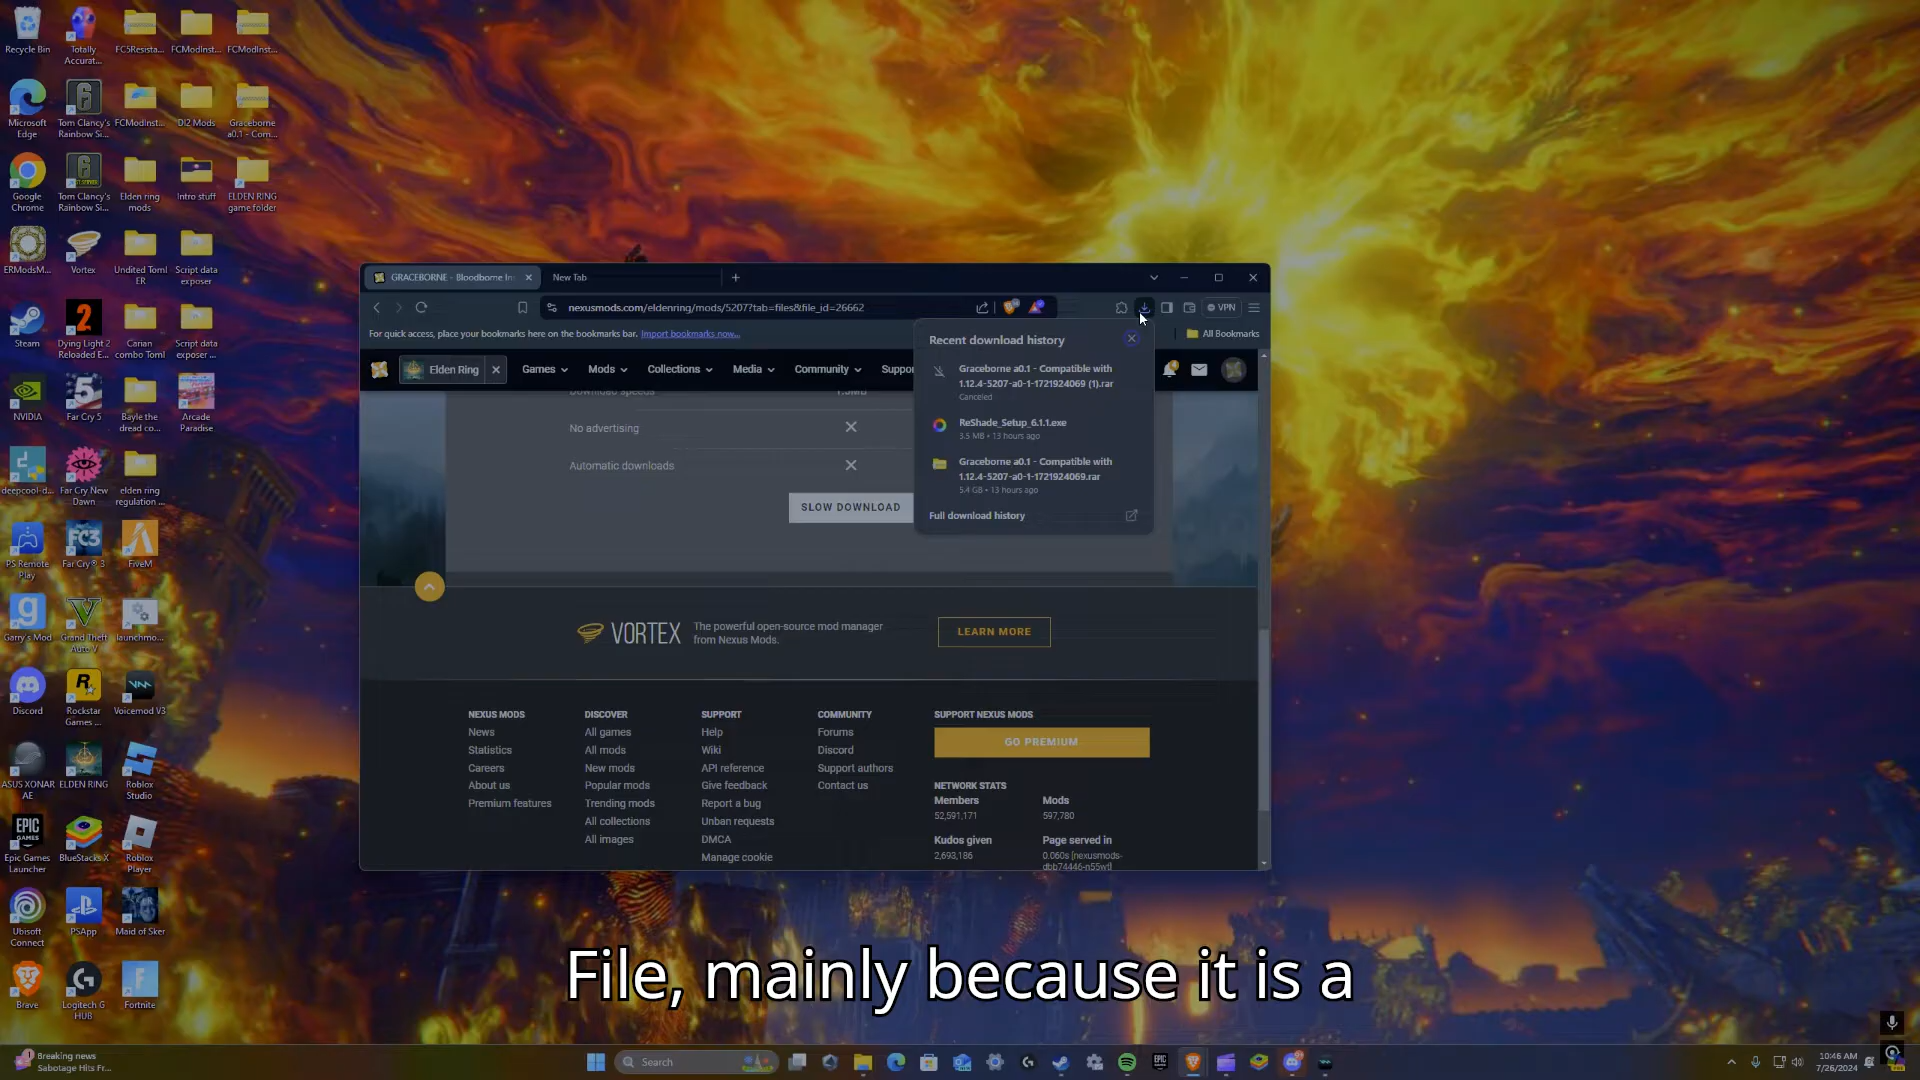 Recycle Bin
Totally
Accurat...
FC5Resista...
FCModInst...
FCModInst...
Microsoft
Edge
Tom Clancy's
Rainbow Si...
FCModInst...
DI2 Mods
Graceborne
a0.1 - Com...
Google
Chrome
Tom Clancy's
Rainbow Si...
Elden ring
mods
Intro stuff
ELDEN RING
game folder
ERModsM...
Vortex
Undited Toml
ER
Script data
exposer
Steam
Dying Light 2
Reloaded E...
Carian
combo Toml
Script data
exposer ...
NVIDIA
Far Cry 5
Bayle the
dread co...
Arcade
Paradise
deepcool-d...
Far Cry New
Dawn
elden ring
regulation ...
PS Remote
Play
Far Cry® 3
FiveM
Garry's Mod
Grand Theft
Auto V
launchmo...
Discord
Rockstar
Games ...
Voicemod V3
ASUS XONAR
AE
ELDEN RING
Roblox
Studio
Epic Games
Launcher
BlueStacks X
Roblox
Player
Ubisoft
Connect
PSApp
Maid of Sker
Brave
Logitech G
HUB
Fortnite
GRACEBORNE - Bloodborne In
New Tab
nexusmods.com/eldenring/mods/5207?tab=files&file_id=26662
VPN
For quick access, place your bookmarks here on the bookmarks bar. Import bookmarks now...
All Bookmarks
Elden Ring
Games
Mods
Collections
Media
Community
Suppor
Recent download history
Graceborne a0.1 - Compatible with
1.12.4-5207-a0-1-1721924069 (1).rar
Canceled
ReShade_Setup_6.1.1.exe
3.5 MB • 13 hours ago
Graceborne a0.1 - Compatible with
1.12.4-5207-a0-1-1721924069.rar
5.4 GB • 13 hours ago
Full download history
Download speeds
1.5MB
No advertising
Automatic downloads
SLOW DOWNLOAD
VORTEX
The powerful open-source mod manager
from Nexus Mods.
LEARN MORE
NEXUS MODS
News
Statistics
Careers
About us
Premium features
DISCOVER
All games
All mods
New mods
Popular mods
Trending mods
All collections
All images
SUPPORT
Help
Wiki
API reference
Give feedback
Report a bug
Unban requests
DMCA
Manage cookie
COMMUNITY
Forums
Discord
Support authors
Contact us
SUPPORT NEXUS MODS
GO PREMIUM
NETWORK STATS
Members
52,591,171
Mods
597,780
Kudos given
2,693,186
Page served in
0.060s [nexusmods-
dbb74446-n55wf]
File, mainly because it is a
Breaking news
Sabotage Hits Fr...
Search
10:46 AM
7/26/2024